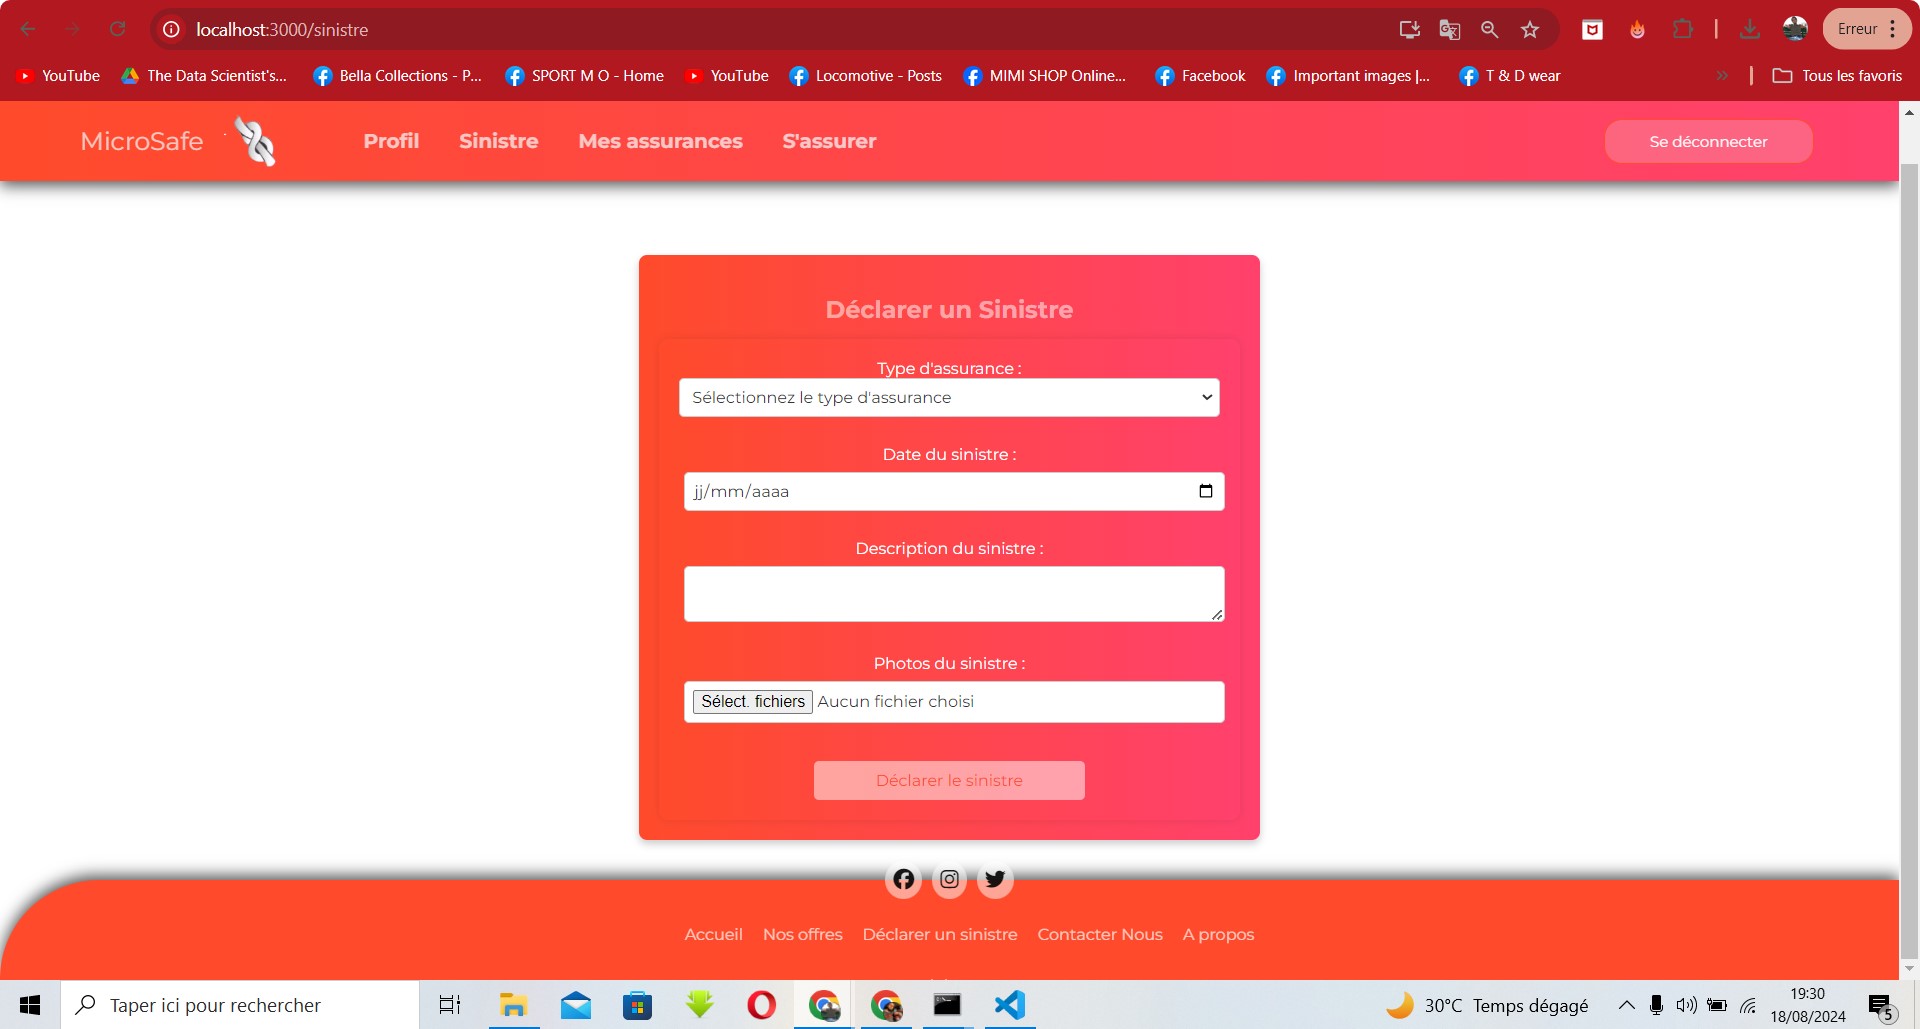 localhost:3000/sinistre
Erreur
YouTube
The Data Scientist's...
Bella Collections - P...
SPORT M O - Home
YouTube
Locomotive - Posts
MIMI SHOP Online...
Facebook
Important images |...
T & D wear
»
Tous les favoris
MicroSafe
Profil
Sinistre
Mes assurances
S'assurer
Se déconnecter
Déclarer un Sinistre
Type d'assurance :
Sélectionnez le type d'assurance
Date du sinistre :
jj/mm/aaaa
Description du sinistre :
Photos du sinistre :
Sélect. fichiers Aucun fichier choisi
Déclarer le sinistre
Accueil
Nos offres
Déclarer un sinistre
Contacter Nous
A propos
Taper ici pour rechercher
30°C Temps dégagé
19:30
18/08/2024
5